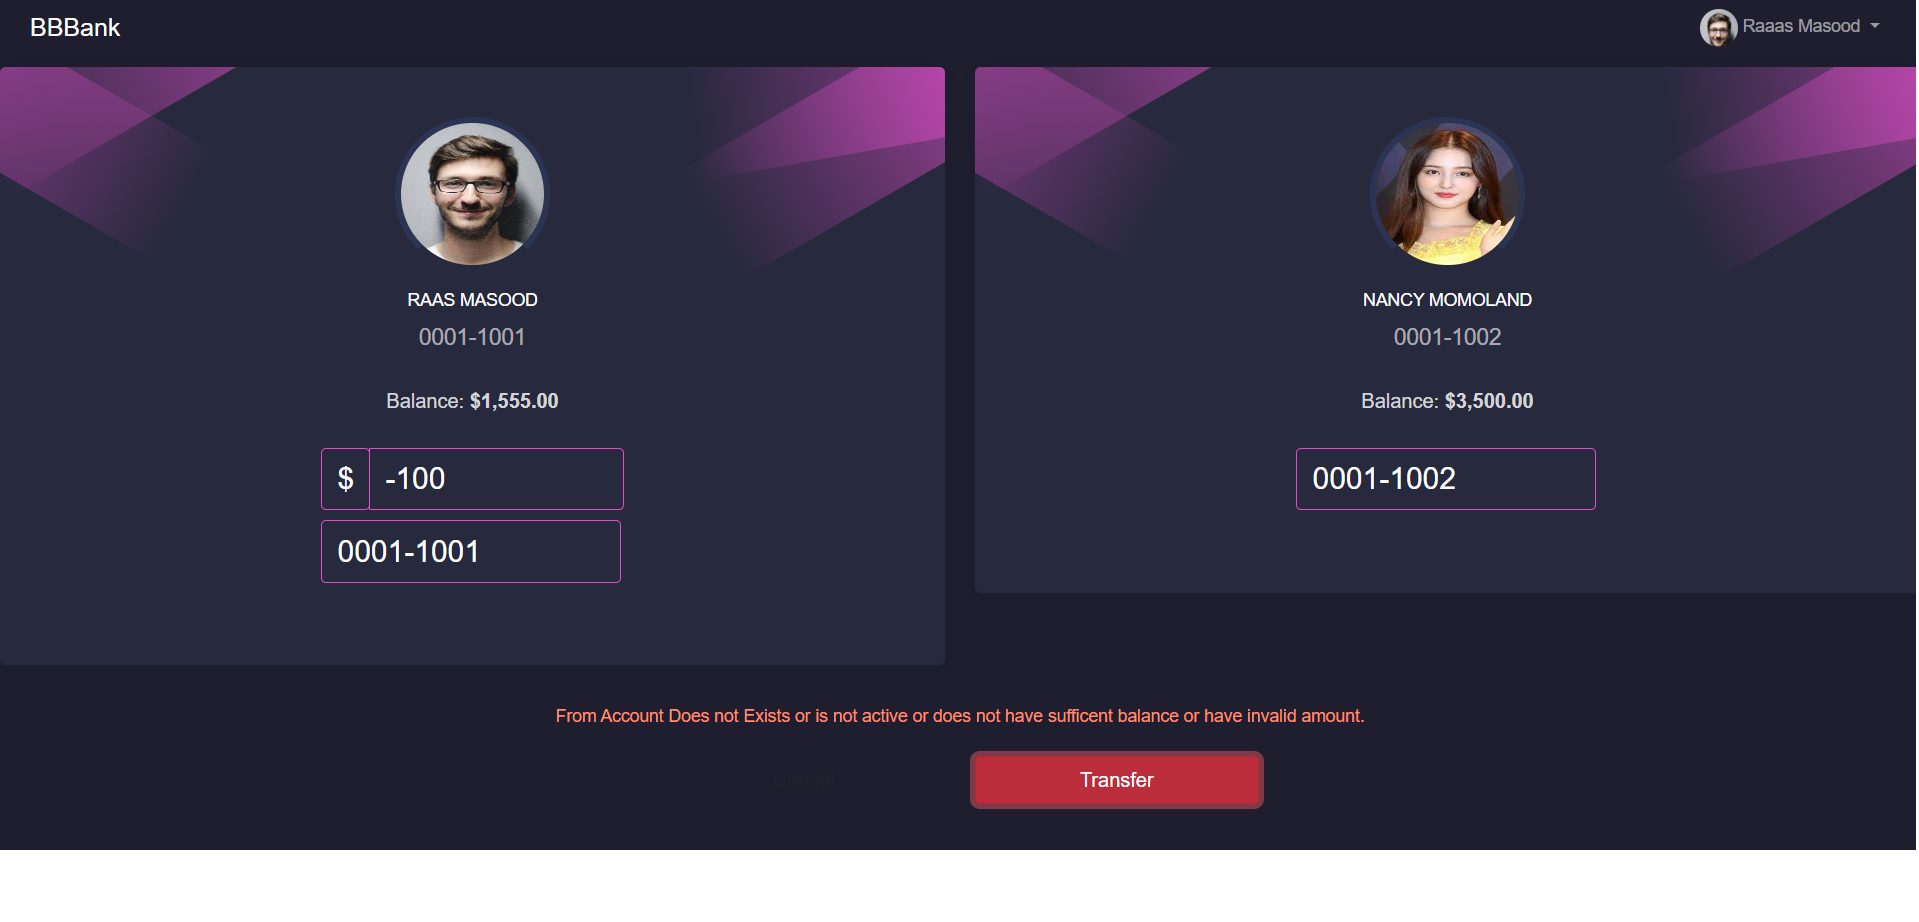 BBBank
Raaas Masood
RAAS MASOOD
0001-1001
Balance: $1,555.00
$ -100
0001-1001
NANCY MOMOLAND
0001-1002
Balance: $3,500.00
0001-1002
From Account Does not Exists or is not active or does not have sufficent balance or have invalid amount.
Cancel
Transfer